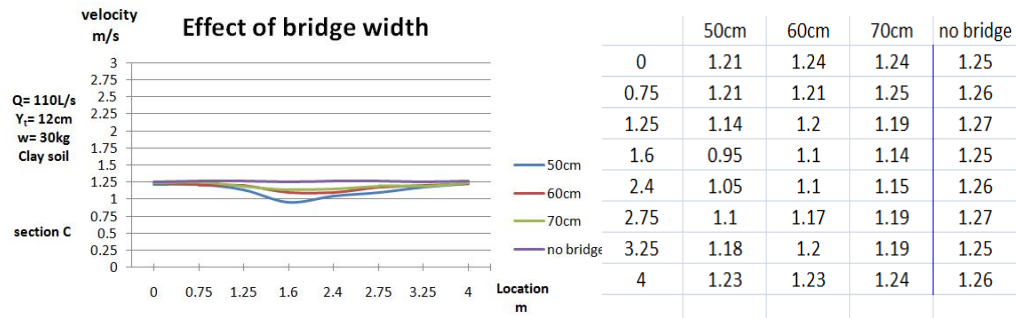 velocity
m/s
Effect of bridge width
3
2.75
2.5
2.25
2
1.75
1.5
1.25
1
0.75
0.5
0.25
0
Q= 110L/s
Yt= 12cm
w= 30kg
Clay soil
section C
0 0.75 1.25 1.6 2.4 2.75 3.25 4
Location
m
50cm
60cm
70cm
no bridge
50cm 60cm 70cm no bridge
0 1.21 1.24 1.24 1.25
0.75 1.21 1.21 1.25 1.26
1.25 1.14 1.2 1.19 1.27
1.6 0.95 1.1 1.14 1.25
2.4 1.05 1.1 1.15 1.26
2.75 1.1 1.17 1.19 1.27
3.25 1.18 1.2 1.19 1.25
4 1.23 1.23 1.24 1.26